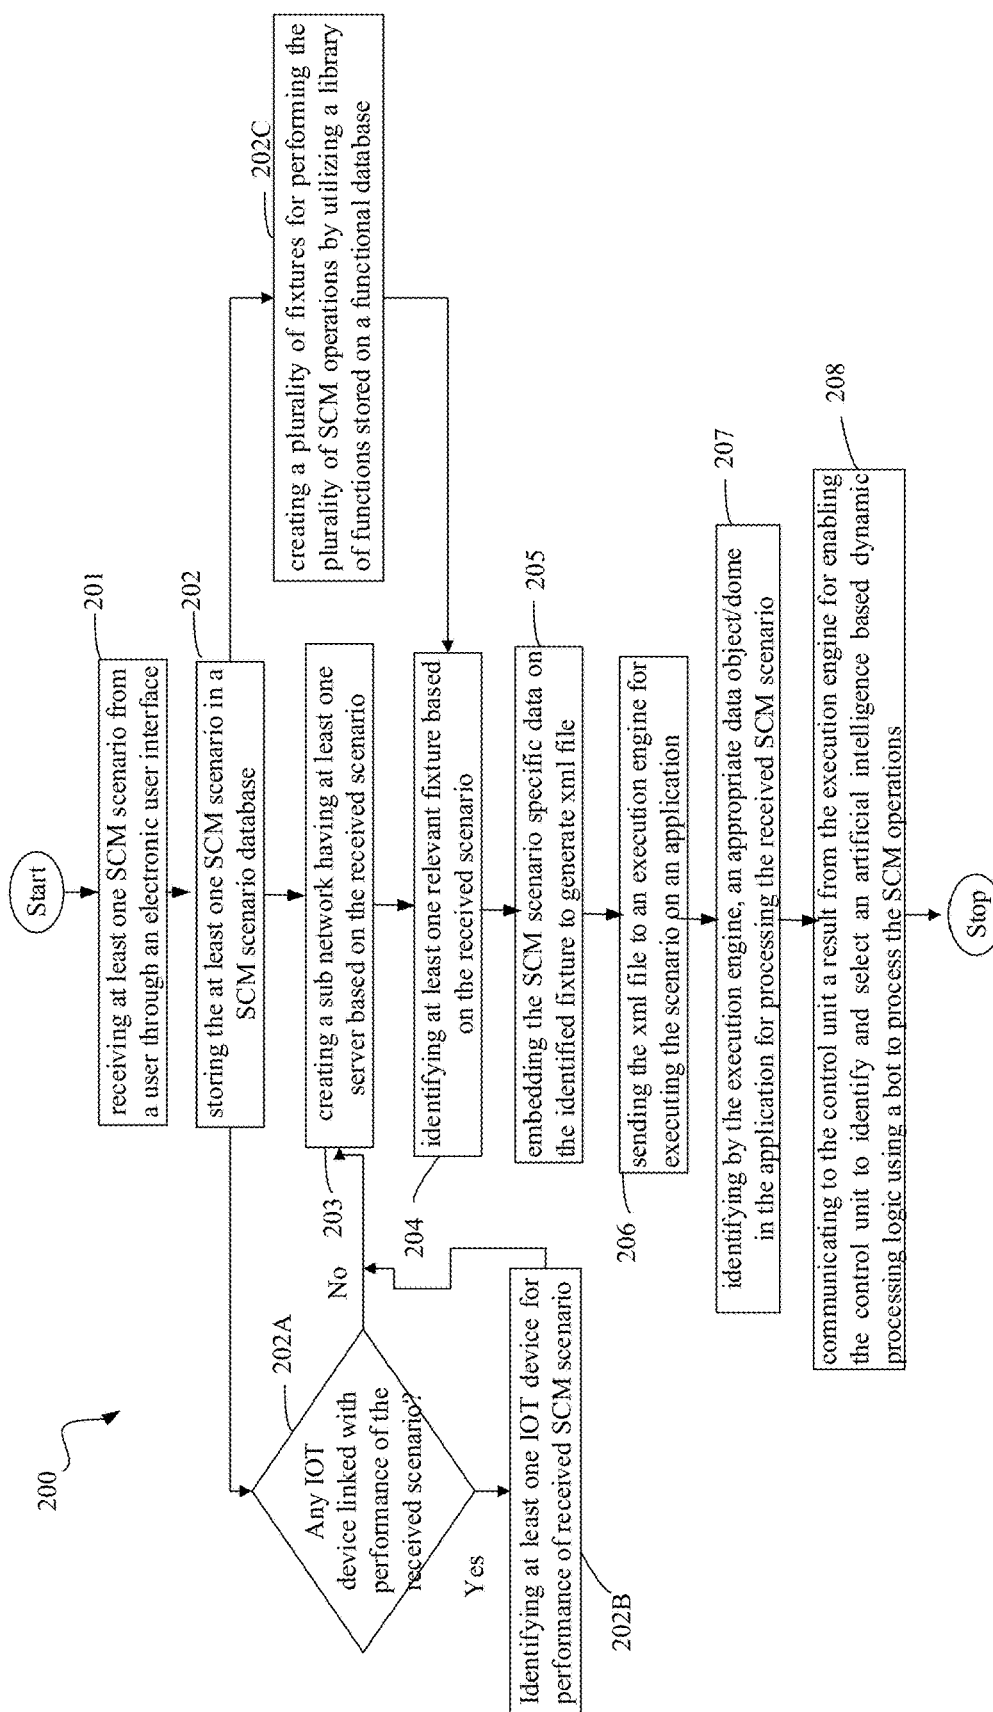 200
Start
201
receiving at least one SCM scenario from
a user through an electronic user interface
202
storing the at least one SCM scenario in a
SCM scenario database
202A
Any IOT
device linked with
performance of the
received scenario?
No
Yes
Identifying at least one IOT device for
performance of received SCM scenario
202B
202C
creating a plurality of fixtures for performing the
plurality of SCM operations by utilizing a library
of functions stored on a functional database
creating a sub network having at least one
server based on the received scenario
203
identifying at least one relevant fixture based
on the received scenario
204
205
embedding the SCM scenario specific data on
the identified fixture to generate xml file
sending the xml file to an execution engine for
executing the scenario on an application
206
207
identifying by the execution engine, an appropriate data object/dome
in the application for processing the received SCM scenario
208
communicating to the control unit a result from the execution engine for enabling
the control unit to identify and select an artificial intelligence based dynamic
processing logic using a bot to process the SCM operations
Stop